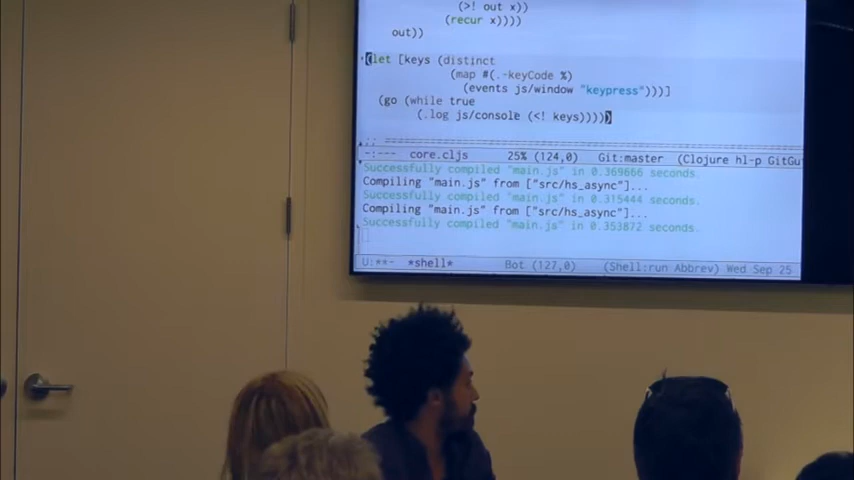 (>! out x))
(recur x))))
out))
(let [keys (distinct
(map #(.-keyCode %)
(events js/window "keypress")))]
(go (while true
(.log js/console (<! keys)))))
;; ====================================================
-:--- core.cljs 25% (124,0) Git:master (Clojure hl-p GitGu
Successfully compiled "main.js" in 0.369666 seconds.
Compiling "main.js" from ["src/hs_async"]...
Successfully compiled "main.js" in 0.315444 seconds.
Compiling "main.js" from ["src/hs_async"]...
Successfully compiled "main.js" in 0.353872 seconds.
U:**- *shell* Bot (127,0) (Shell:run Abbrev) Wed Sep 25